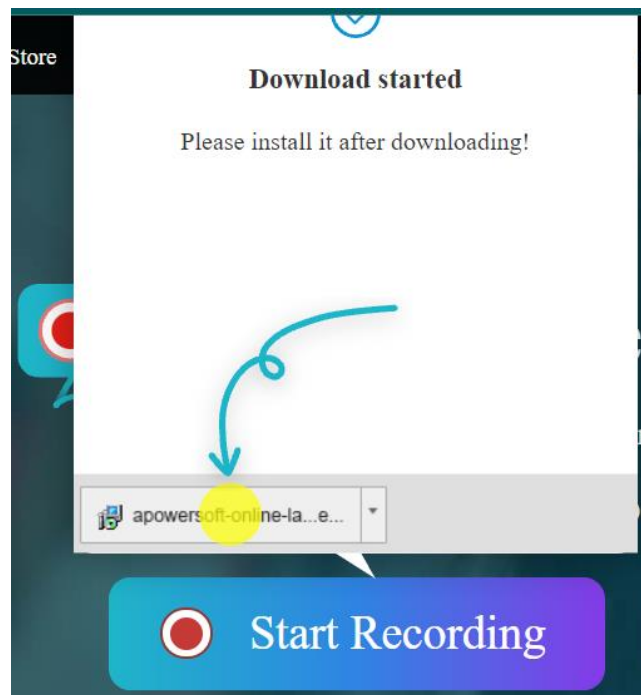 Store
Download started
Please install it after downloading!
apowersoft-online-la...e...
Start Recording